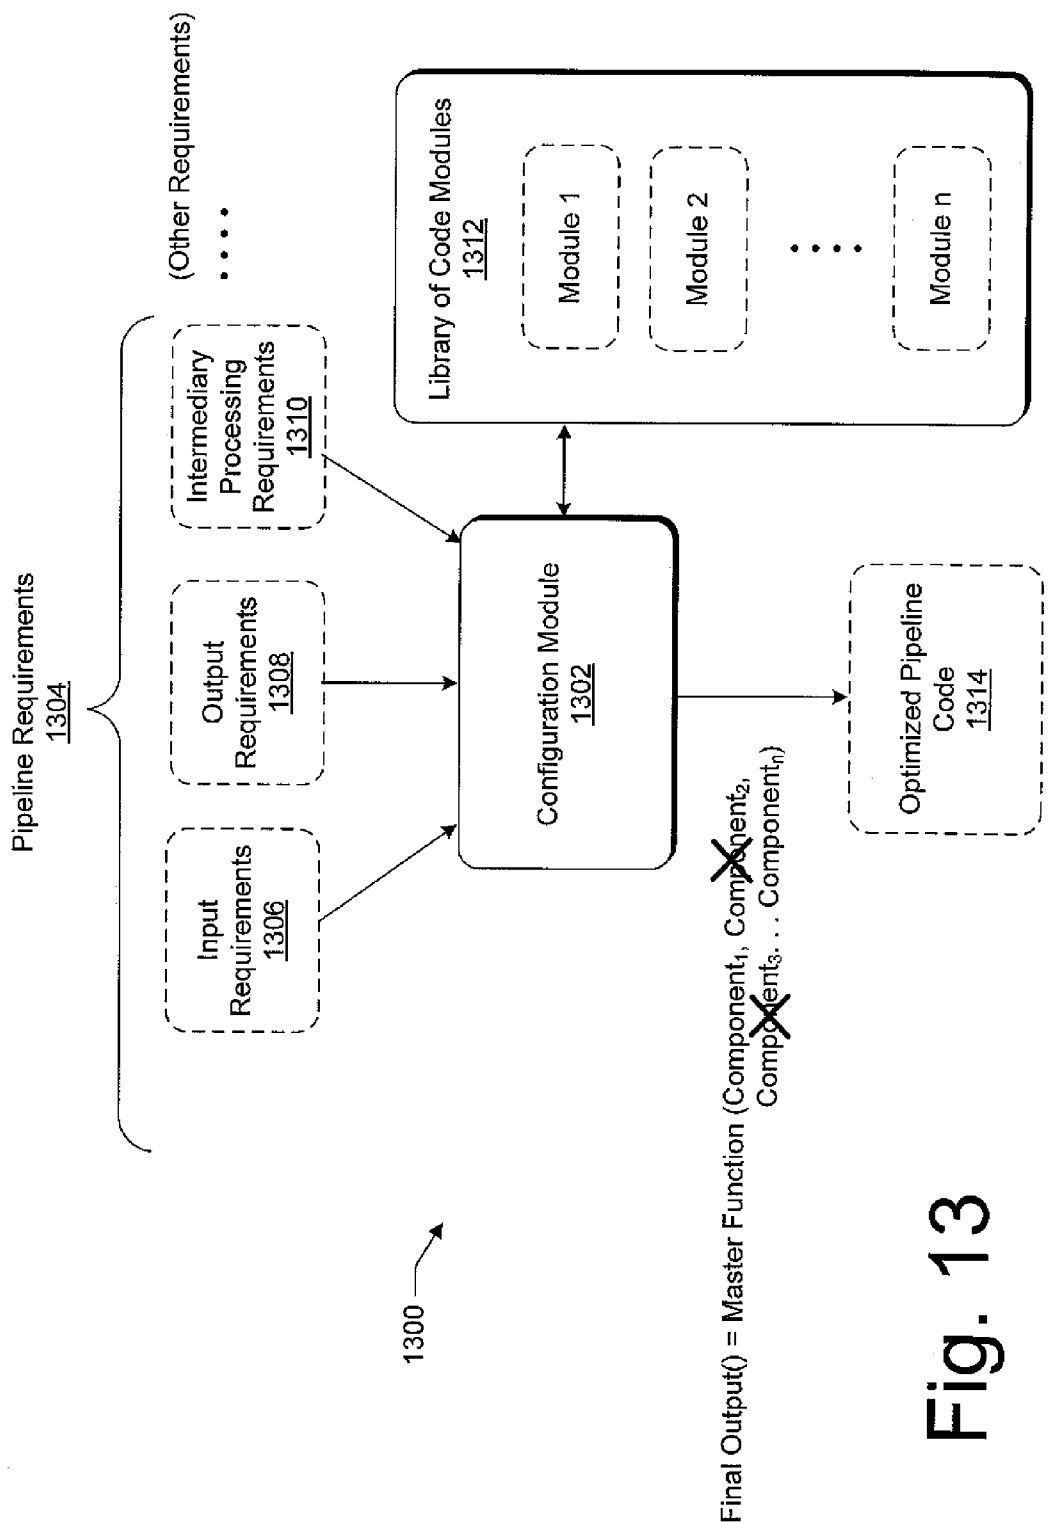 Pipeline Requirements
1304
(Other Requirements)
. . . .
Input
Requirements
1306
Output
Requirements
1308
Intermediary
Processing
Requirements
1310
Configuration Module
1302
Library of Code Modules
1312
Module 1
Module 2
. . . .
Module n
1300
Final Output() = Master Function (Component₁, Component₂,
Component₃. . . Componentₙ)
Optimized Pipeline
Code
1314
Fig. 13